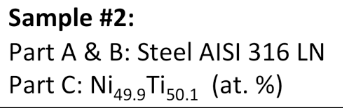 Sample #2:
Part A & B: Steel AISI 316 LN
Part C: Ni49.9Ti50.1 (at. %)